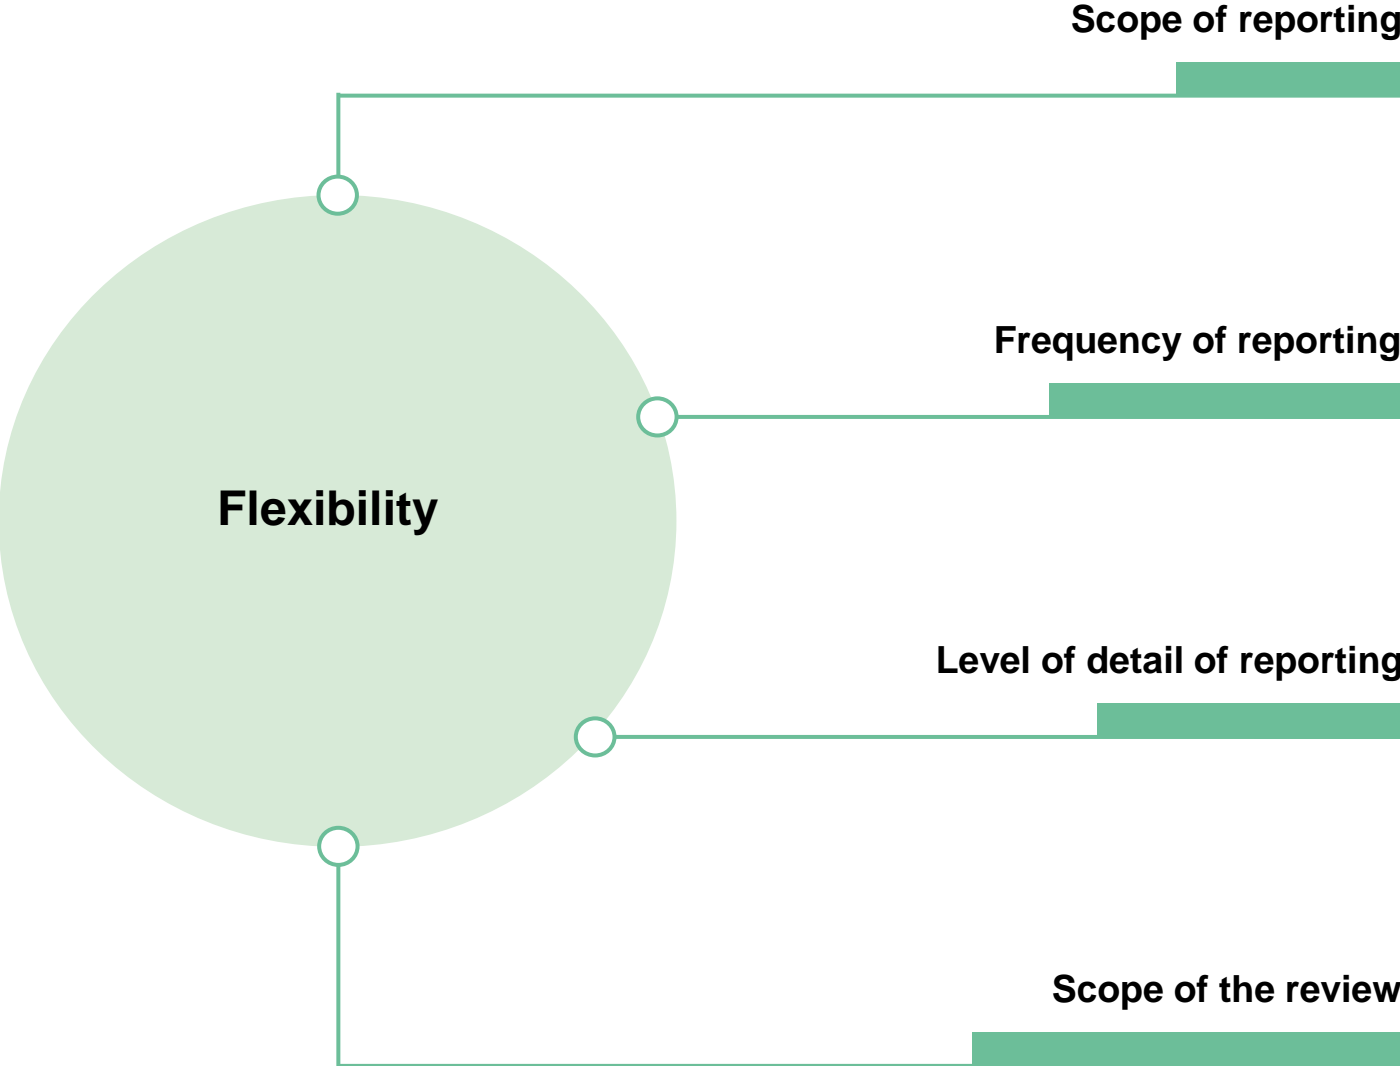 Scope of reporting
Frequency of reporting
Flexibility
Level of detail of reporting
Scope of the review